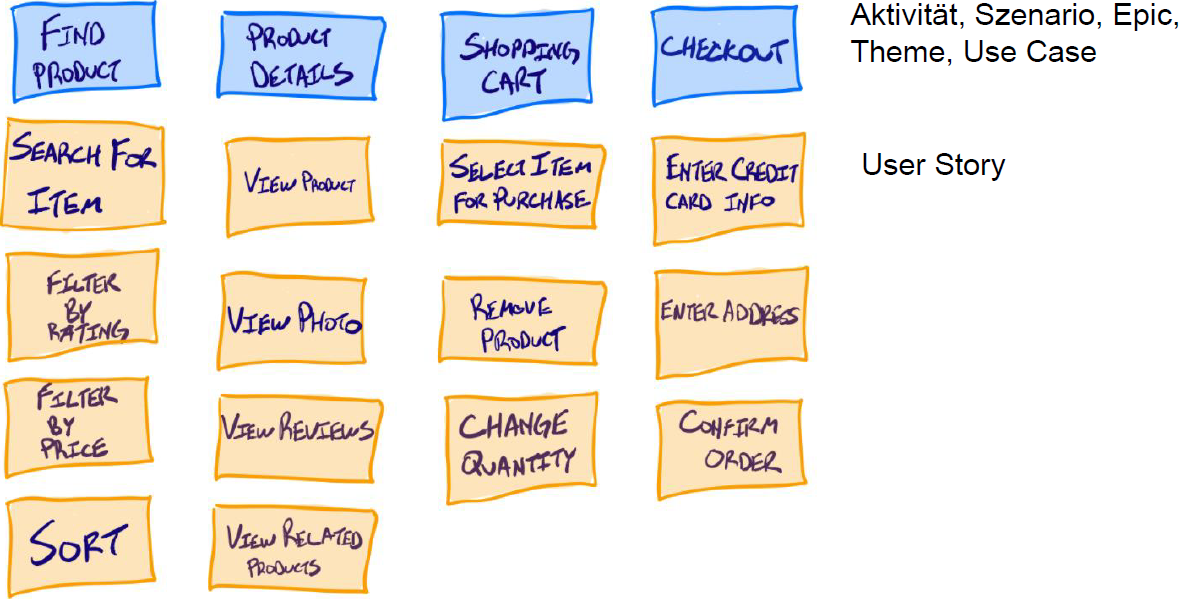 FIND
PRODUCT
PRODUCT
DETAILS
SHOPPING
CART
CHECKOUT
Aktivität, Szenario, Epic,
Theme, Use Case
SEARCH FOR
ITEM
VIEW PRODUCT
SELECT ITEM
FOR PURCHASE
ENTER CREDIT
CARD INFO
User Story
FILTER
BY
RATING
VIEW PHOTO
REMOVE
PRODUCT
ENTER ADDRESS
FILTER
BY
PRICE
VIEW REVIEWS
CHANGE
QUANTITY
CONFIRM
ORDER
SORT
VIEW RELATED
PRODUCTS